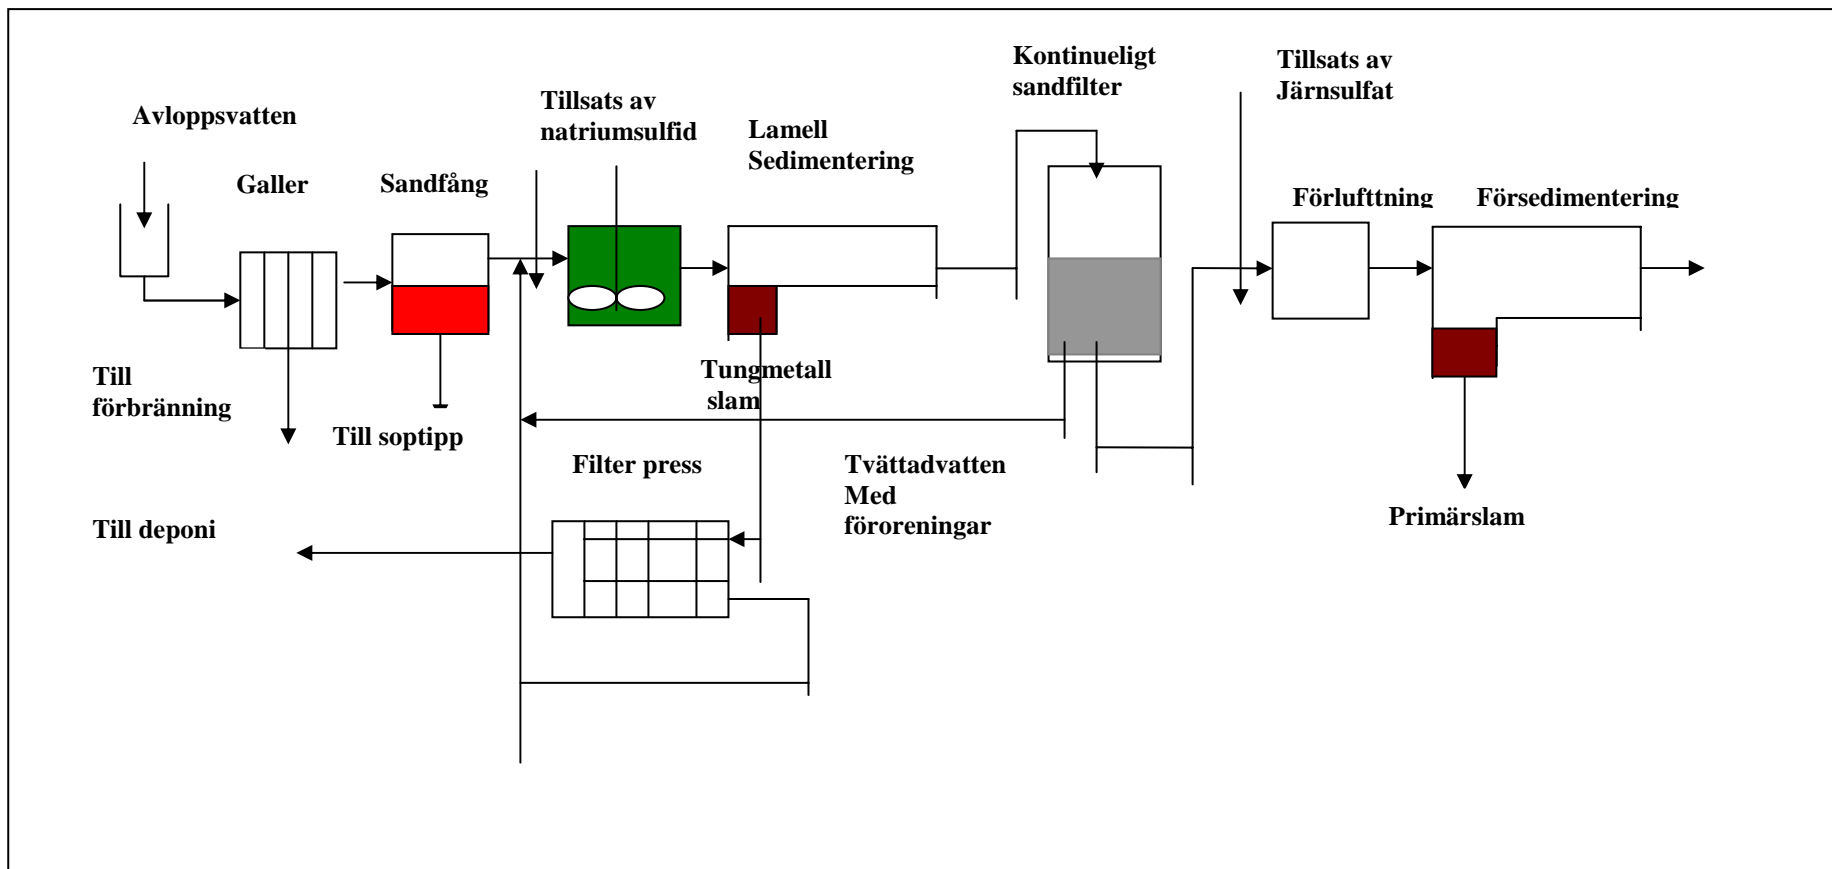 Avloppsvatten
Galler
Sandfång
Tillsats av
natriumsulfid
Lamell
Sedimentering
Kontinueligt
sandfilter
Tillsats av
Järnsulfat
Förlufttning
Försedimentering
Till
förbränning
Till soptipp
Tungmetall
slam
Filter press
Tvättadvatten
Med
föroreningar
Primärslam
Till deponi